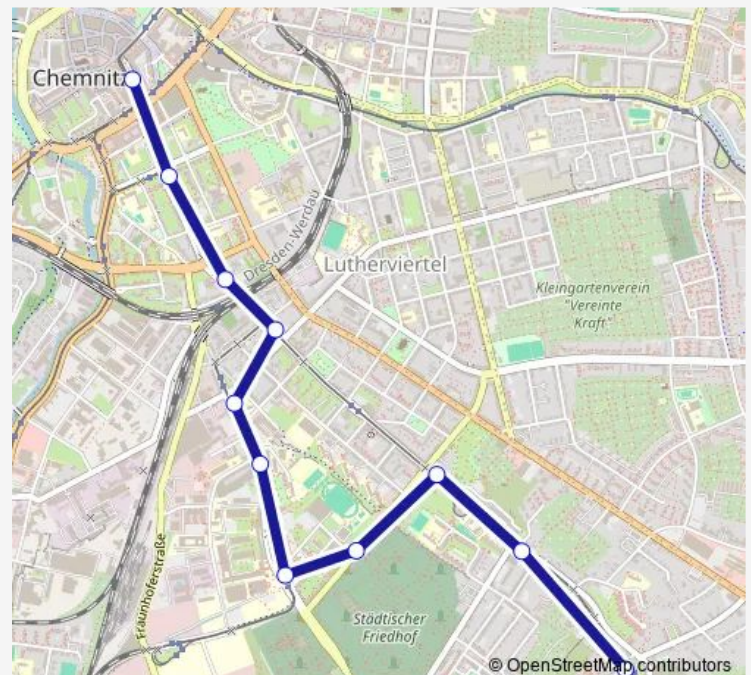 Chemnitz
Dresden-Werdau
Lutherviertel
Kleingartenverein
"Vereinte
Kraft"
Fraunhoferstraße
Städtischer
Friedhof
© OpenStreetMap contributors